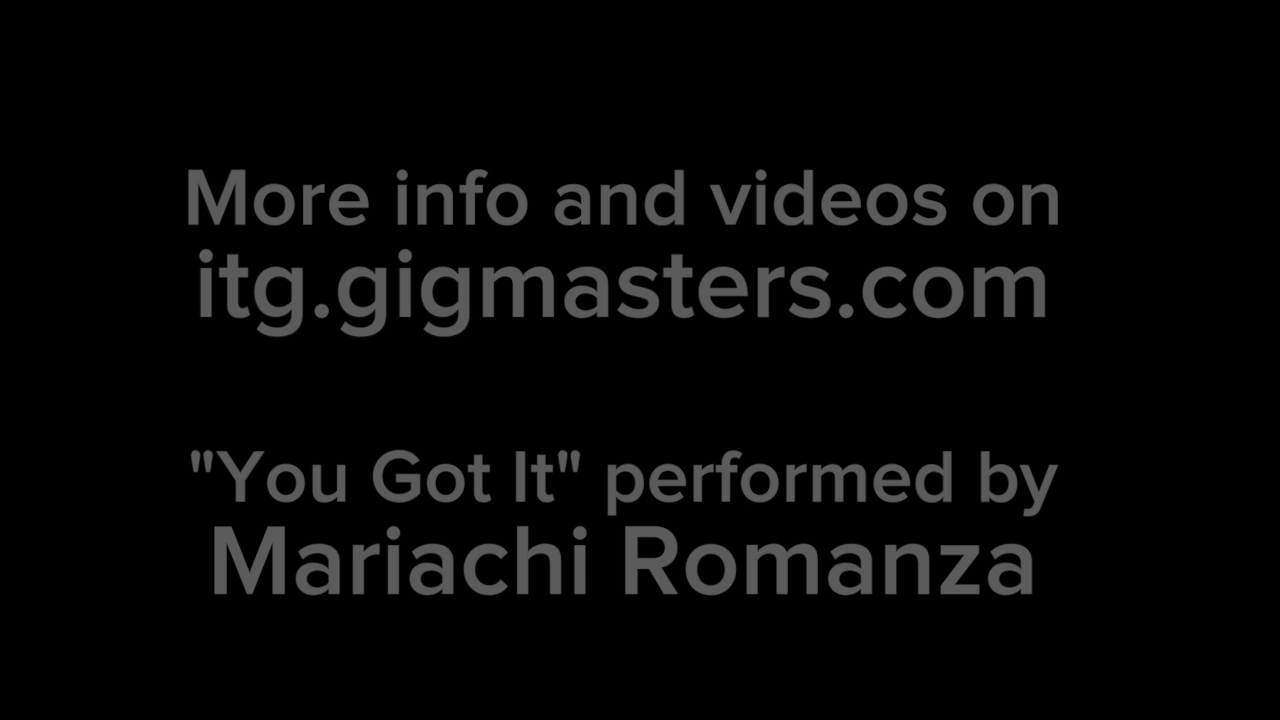 More info and videos on
itg.gigmasters.com
"You Got It" performed by
Mariachi Romanza